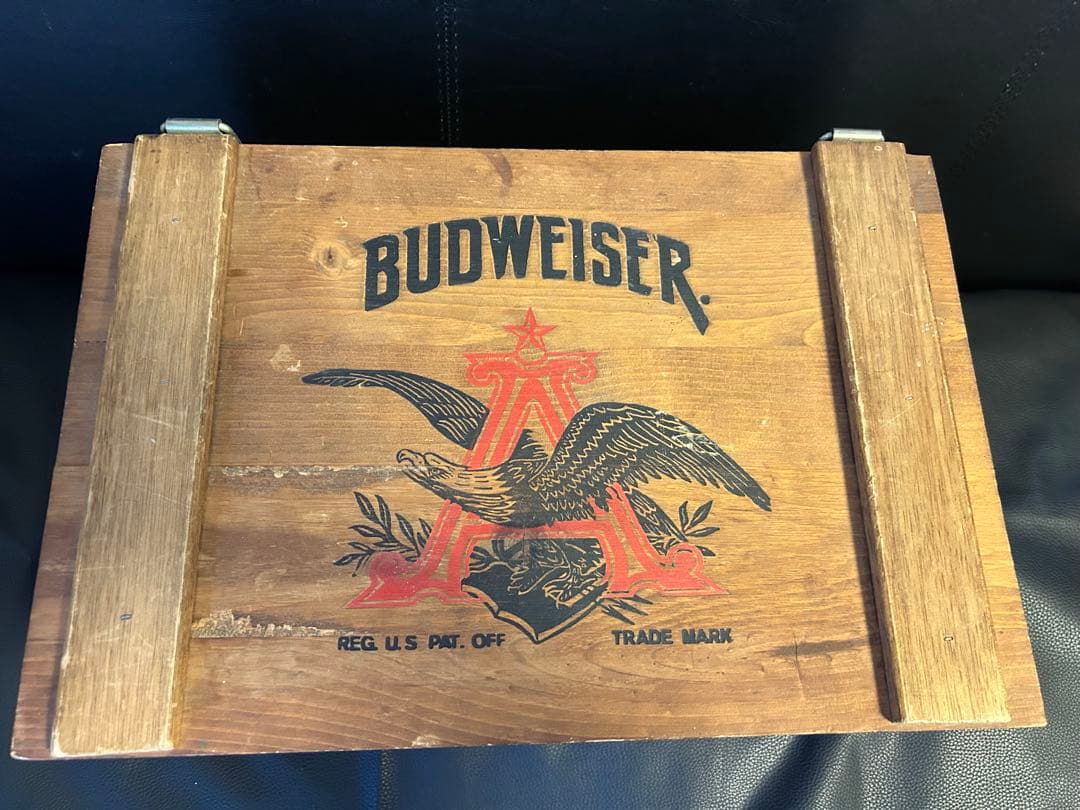 BUDWEISER.
REG. U.S PAT. OFF TRADE MARK